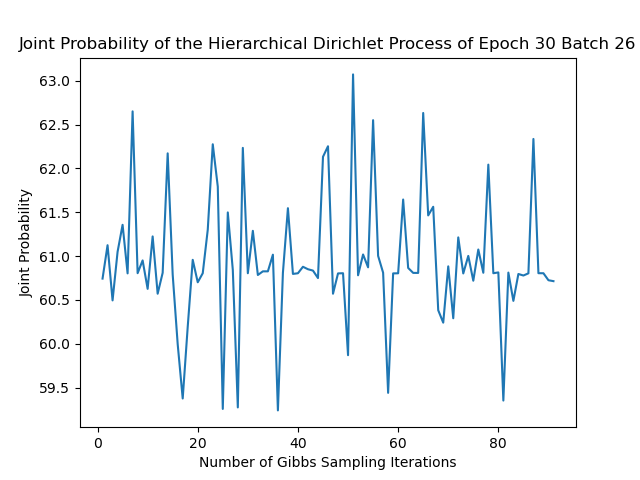 Joint Probability of the Hierarchical Dirichlet Process of Epoch 30 Batch 26
63.0
62.5
62.0
61.5
61.0
60.5
60.0
59.5
Joint Probability
0 20 40 60 80
Number of Gibbs Sampling Iterations